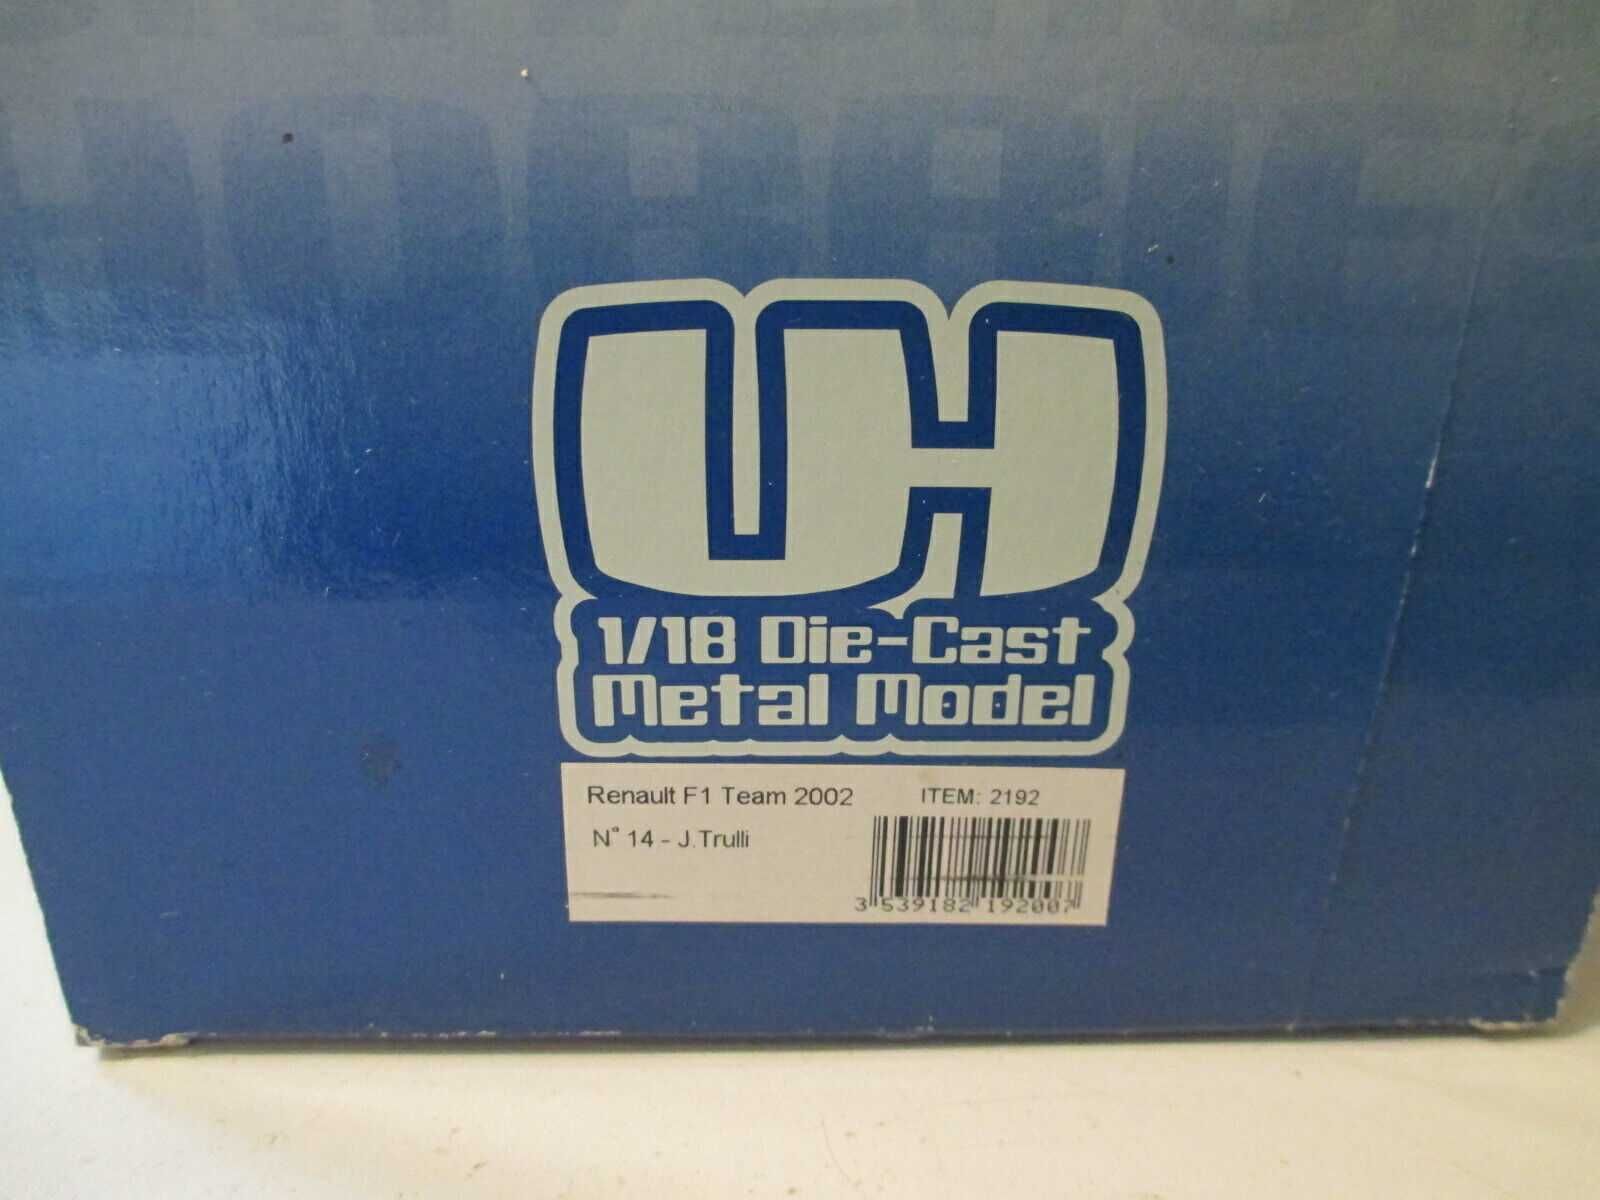 UH
1/18 Die-Cast
Metal Model
Renault F1 Team 2002 ITEM: 2192
N° 14 - J.Trulli
3 539182 192007